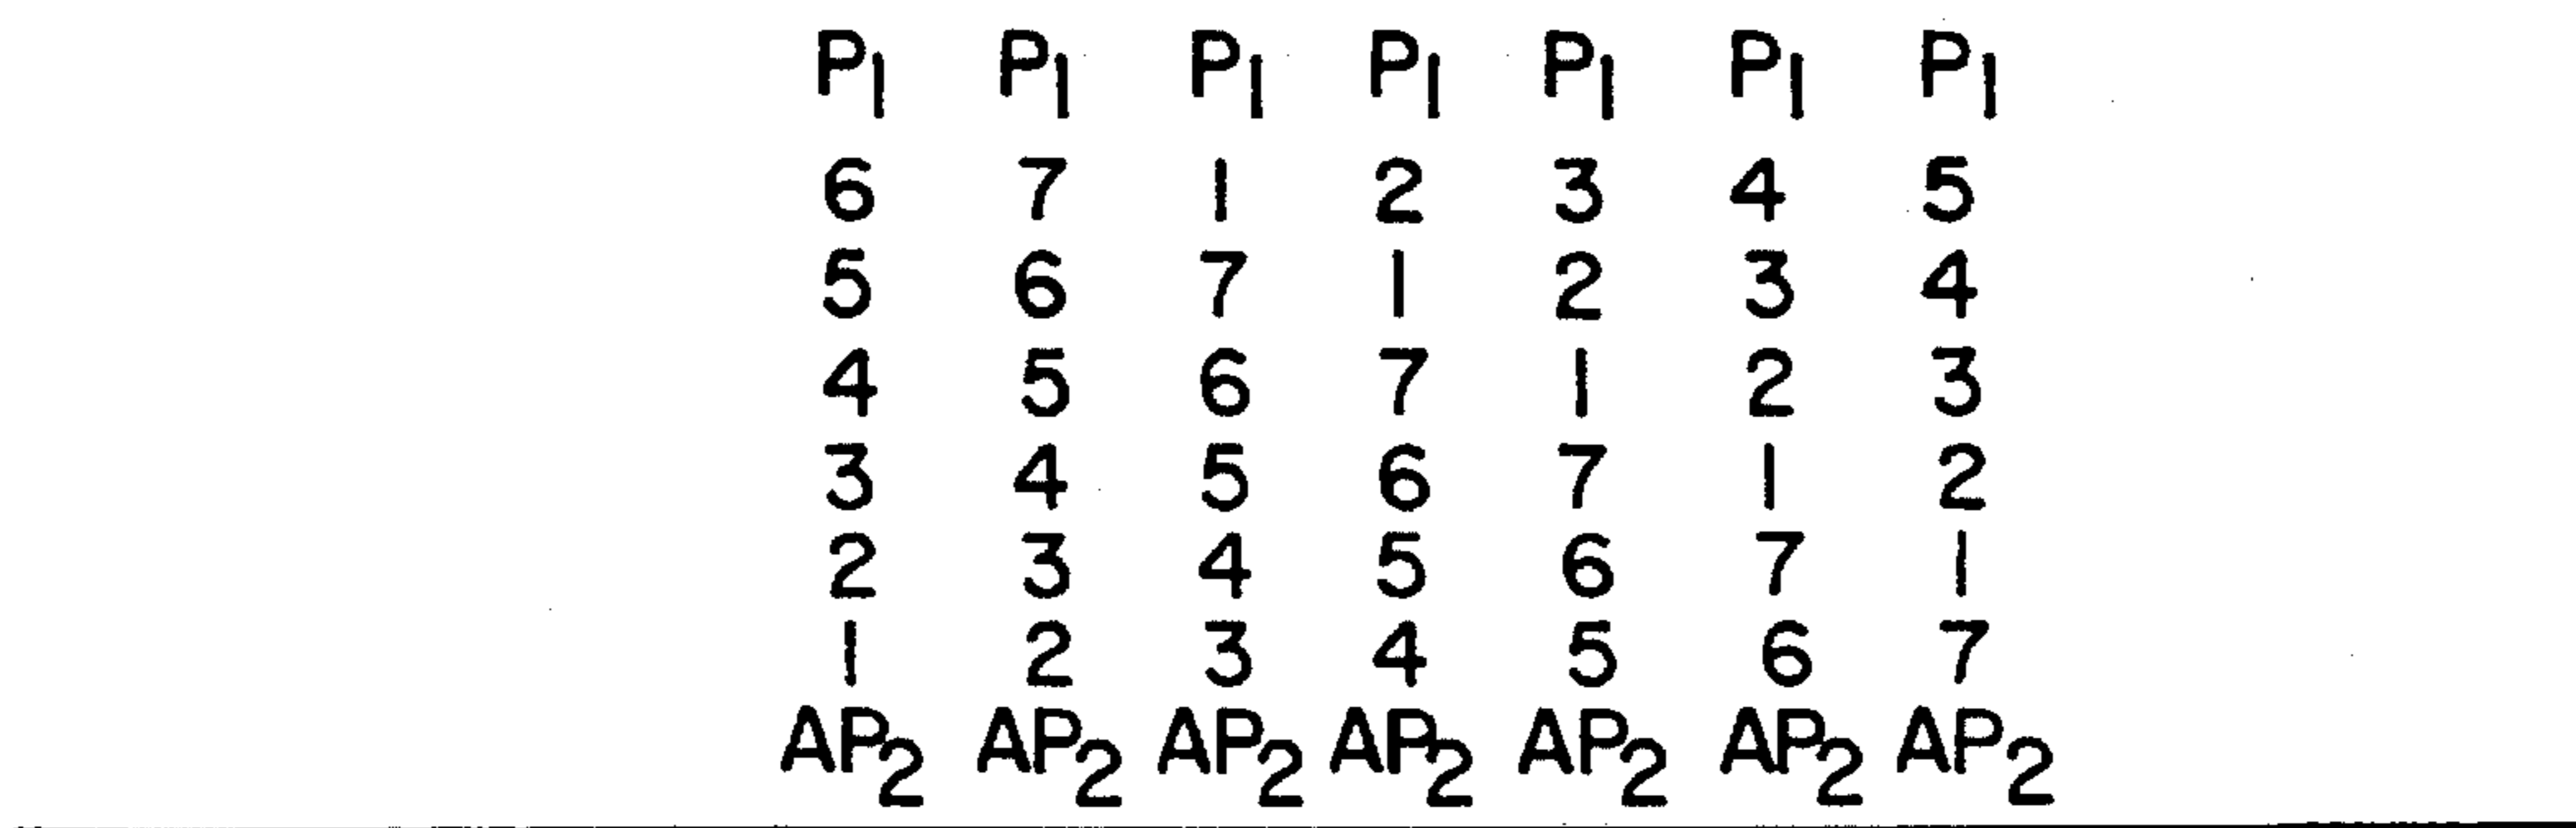 P1 P1 P1 P1 P1 P1 P1
6 7 1 2 3 4 5
5 6 7 1 2 3 4
4 5 6 7 1 2 3
3 4 5 6 7 1 2
2 3 4 5 6 7 1
1 2 3 4 5 6 7
AP2 AP2 AP2 AP2 AP2 AP2 AP2